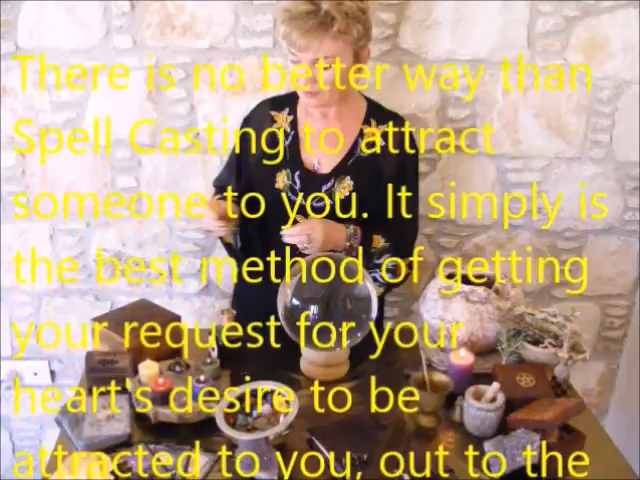 There is no better way than
Spell Casting to attract
someone to you. It simply is
the best method of getting
your request for your
heart's desire to be
attracted to you, out to the